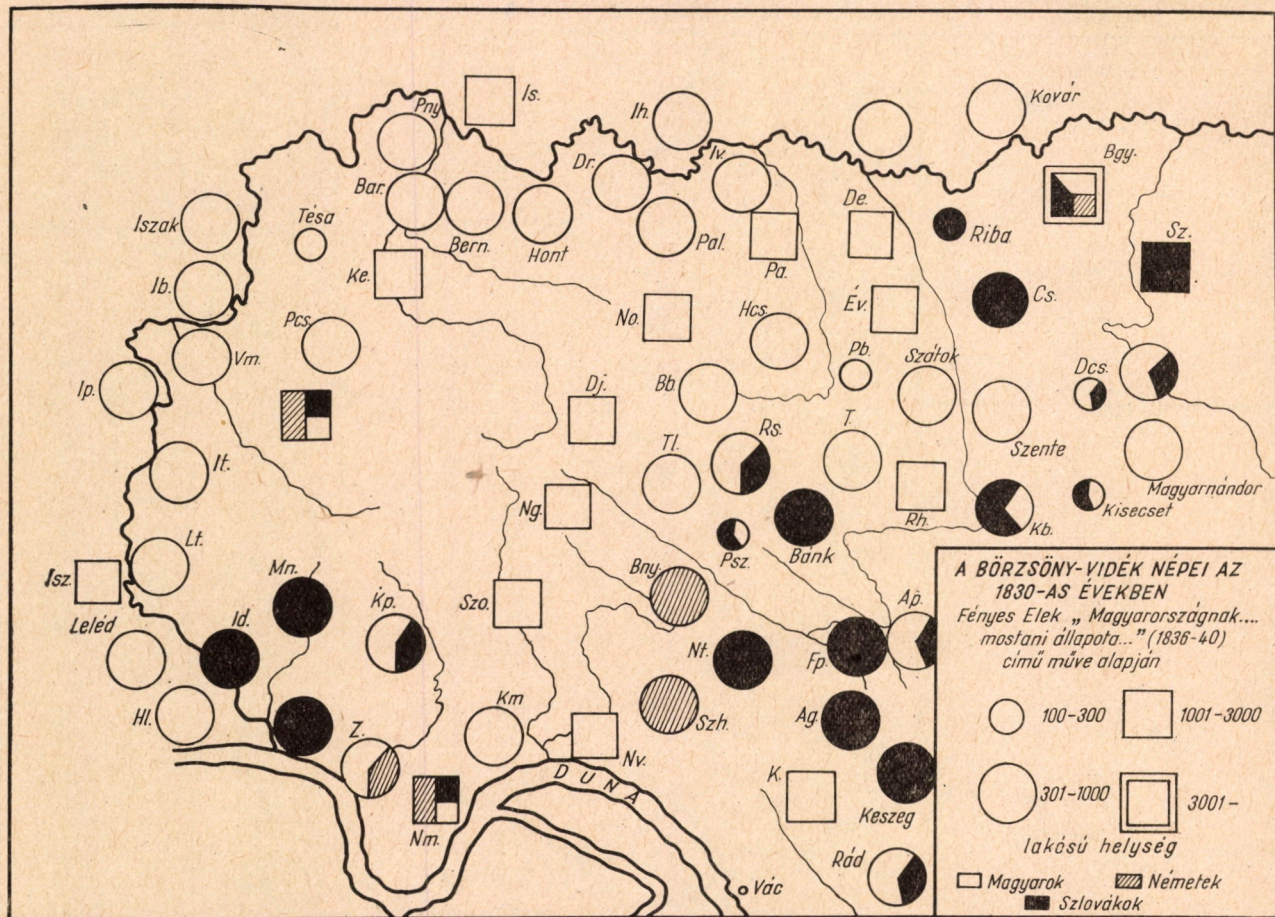 Is.
Pny
Ih.
Kovár
Dr.
Iv.
Bgy.
Bar.
De.
Iszak
Tésa
Bern.
Hont
Pal.
Pa.
Riba
Sz.
Ke.
Ib.
Cs.
No.
Hcs.
Év.
Pcs.
Vm.
Pb.
Szátok
Dcs.
Ip.
Dj.
Bb.
Rs.
T.
Szente
It.
Tl.
Magyarnándor
Ng.
Rh.
Kisecset
Psz.
Bánk
Kb.
Lt.
Isz.
Mn.
Bny.
Kp.
Szo.
Áp.
Leléd
Id.
Nt.
Fp.
Hl.
Z.
Km
Szh.
Ag.
Nv.
DUNA
K.
Keszeg
Nm.
Rád
Vác
A BÖRZSÖNY-VIDÉK NÉPEI AZ
1830-AS ÉVEKBEN
Fényes Elek „Magyarországnak....
mostani állapota..." (1836-40)
című műve alapján
100-300
1001-3000
301-1000
3001-
lakósú helység
Magyarok
Németek
Szlovákok